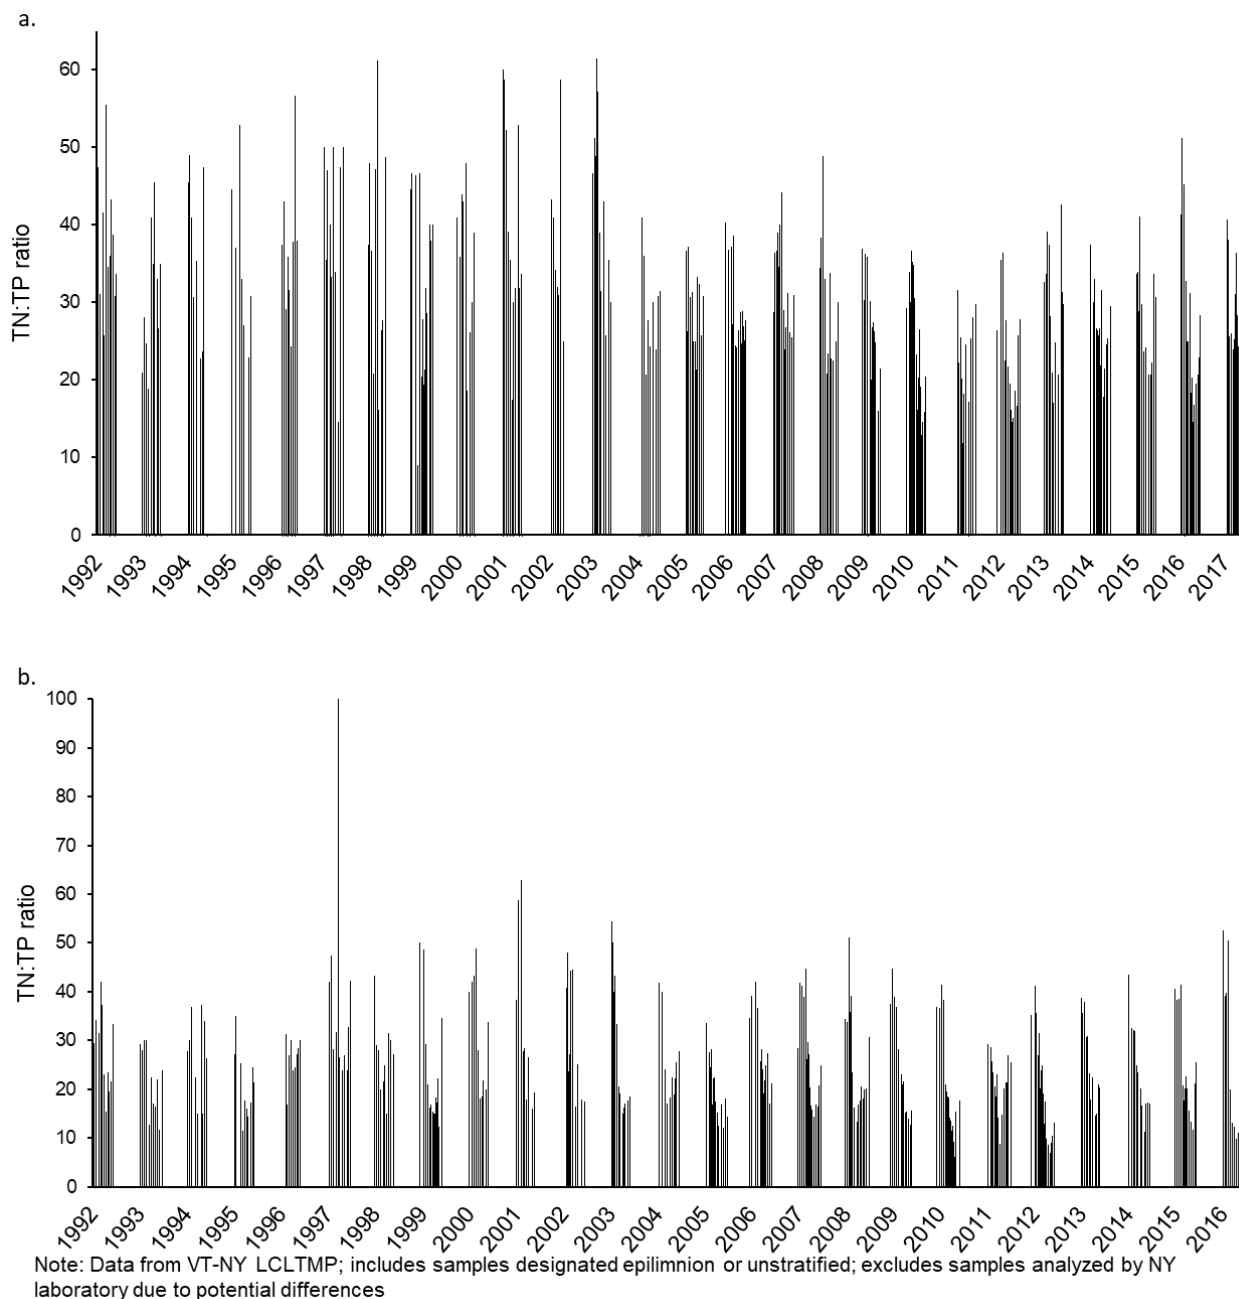 a.
60
50
40
30
20
10
0
TN:TP ratio
1992 1993 1994 1995 1996 1997 1998 1999 2000 2001 2002 2003 2004 2005 2006 2007 2008 2009 2010 2011 2012 2013 2014 2015 2016 2017
b.
100
90
80
70
60
50
40
30
20
10
0
TN:TP ratio
1992 1993 1994 1995 1996 1997 1998 1999 2000 2001 2002 2003 2004 2005 2006 2007 2008 2009 2010 2011 2012 2013 2014 2015 2016
Note: Data from VT-NY LCLTMP; includes samples designated epilimnion or unstratified; excludes samples analyzed by NY
laboratory due to potential differences